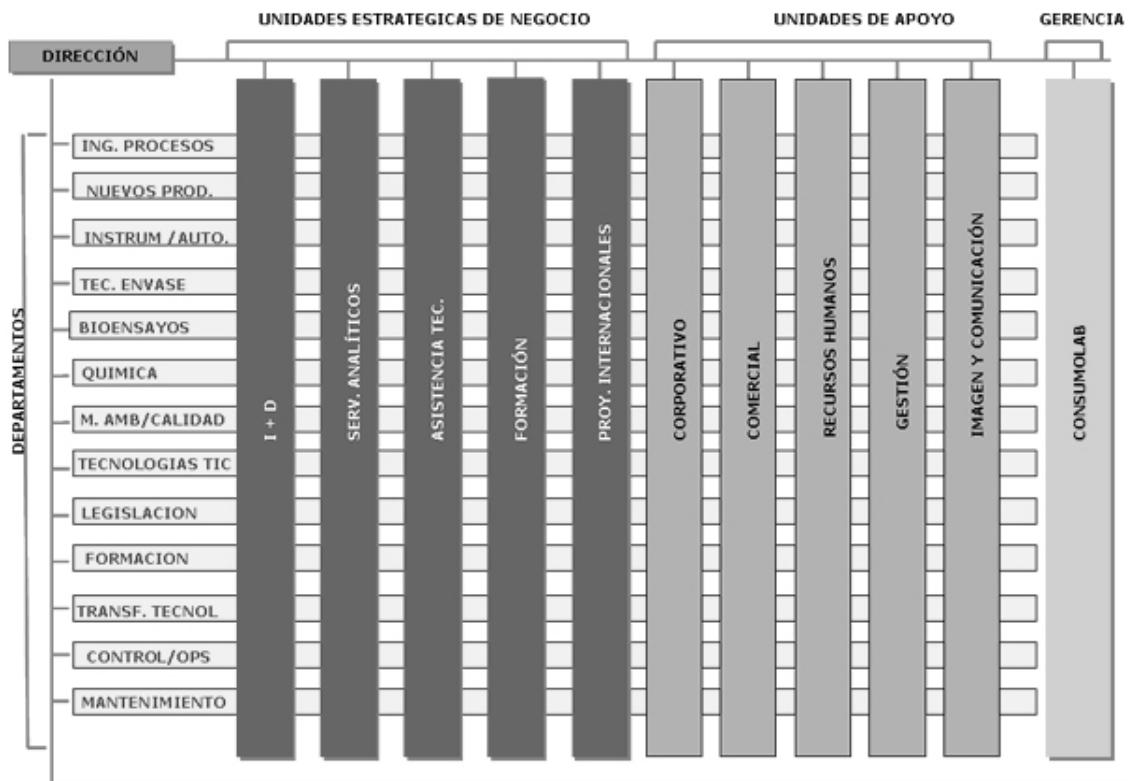 UNIDADES ESTRATEGICAS DE NEGOCIO
UNIDADES DE APOYO
GERENCIA
DIRECCIÓN
DEPARTAMENTOS
ING. PROCESOS
NUEVOS PROD.
INSTRUM /AUTO.
TEC. ENVASE
BIOENSAYOS
QUIMICA
M. AMB/CALIDAD
TECNOLOGIAS TIC
LEGISLACION
FORMACION
TRANSF. TECNOL
CONTROL/OPS
MANTENIMIENTO
I + D
SERV. ANALÍTICOS
ASISTENCIA TEC.
FORMACIÓN
PROY. INTERNACIONALES
CORPORATIVO
COMERCIAL
RECURSOS HUMANOS
GESTIÓN
IMAGEN Y COMUNICACIÓN
CONSUMOLAB